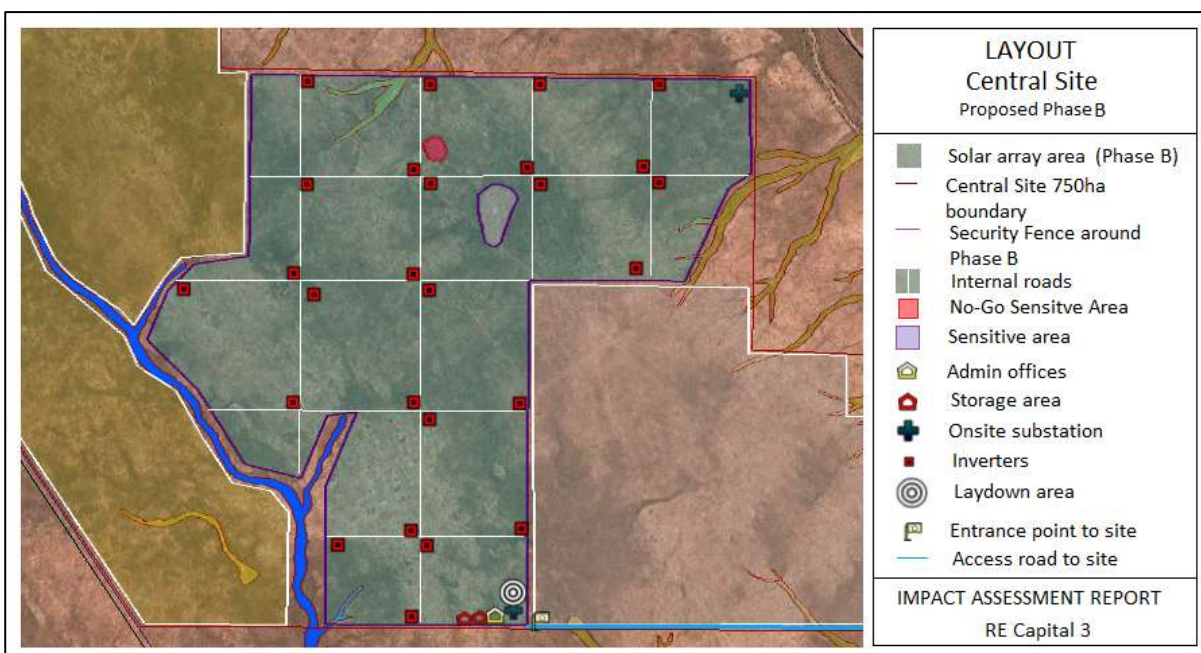 LAYOUT
Central Site
Proposed Phase B
Solar array area (Phase B)
Central Site 750ha
boundary
Security Fence around
Phase B
Internal roads
No-Go Sensitve Area
Sensitive area
Admin offices
Storage area
Onsite substation
Inverters
Laydown area
Entrance point to site
Access road to site
IMPACT ASSESSMENT REPORT
RE Capital 3